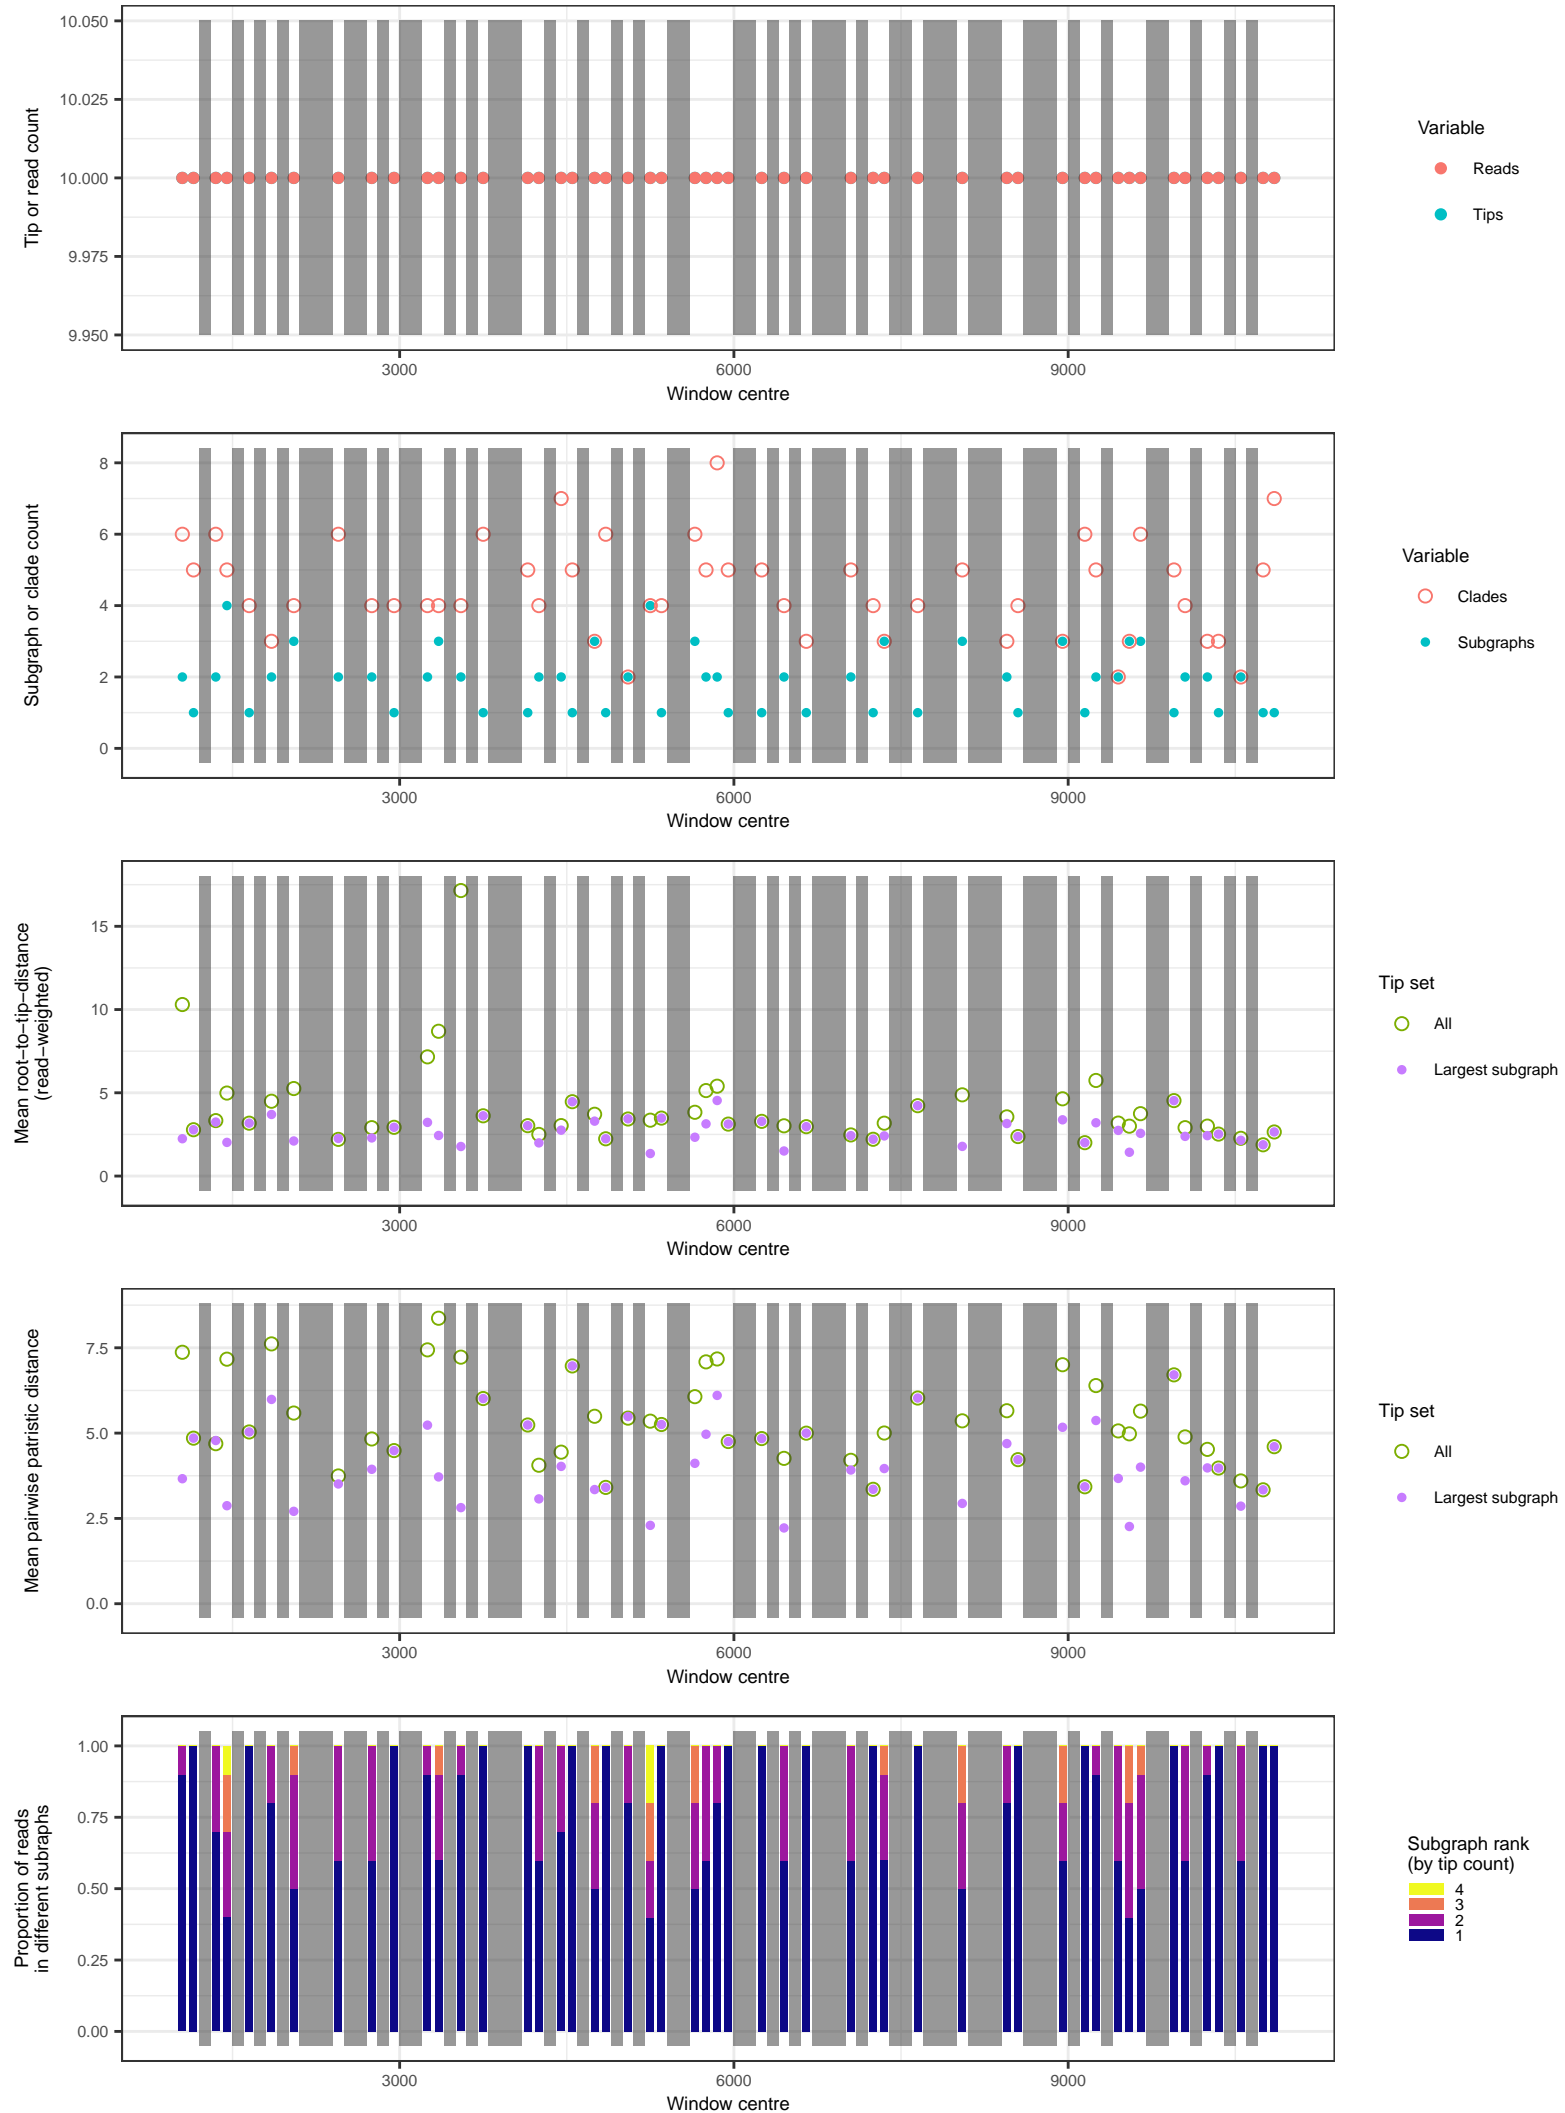 10.050
10.025
10.000
9.975
9.950
Tip or read count
3000
6000
9000
Window centre
Variable
Reads
Tips
8
6
4
2
0
Subgraph or clade count
3000
6000
9000
Window centre
Variable
Clades
Subgraphs
15
10
5
0
Mean root−to−tip−distance
(read−weighted)
3000
6000
9000
Window centre
Tip set
All
Largest subgraph
7.5
5.0
2.5
0.0
Mean pairwise patristic distance
3000
6000
9000
Window centre
Tip set
All
Largest subgraph
1.00
0.75
0.50
0.25
0.00
Proportion of reads
in different subraphs
3000
6000
9000
Window centre
Subgraph rank
(by tip count)
4
3
2
1